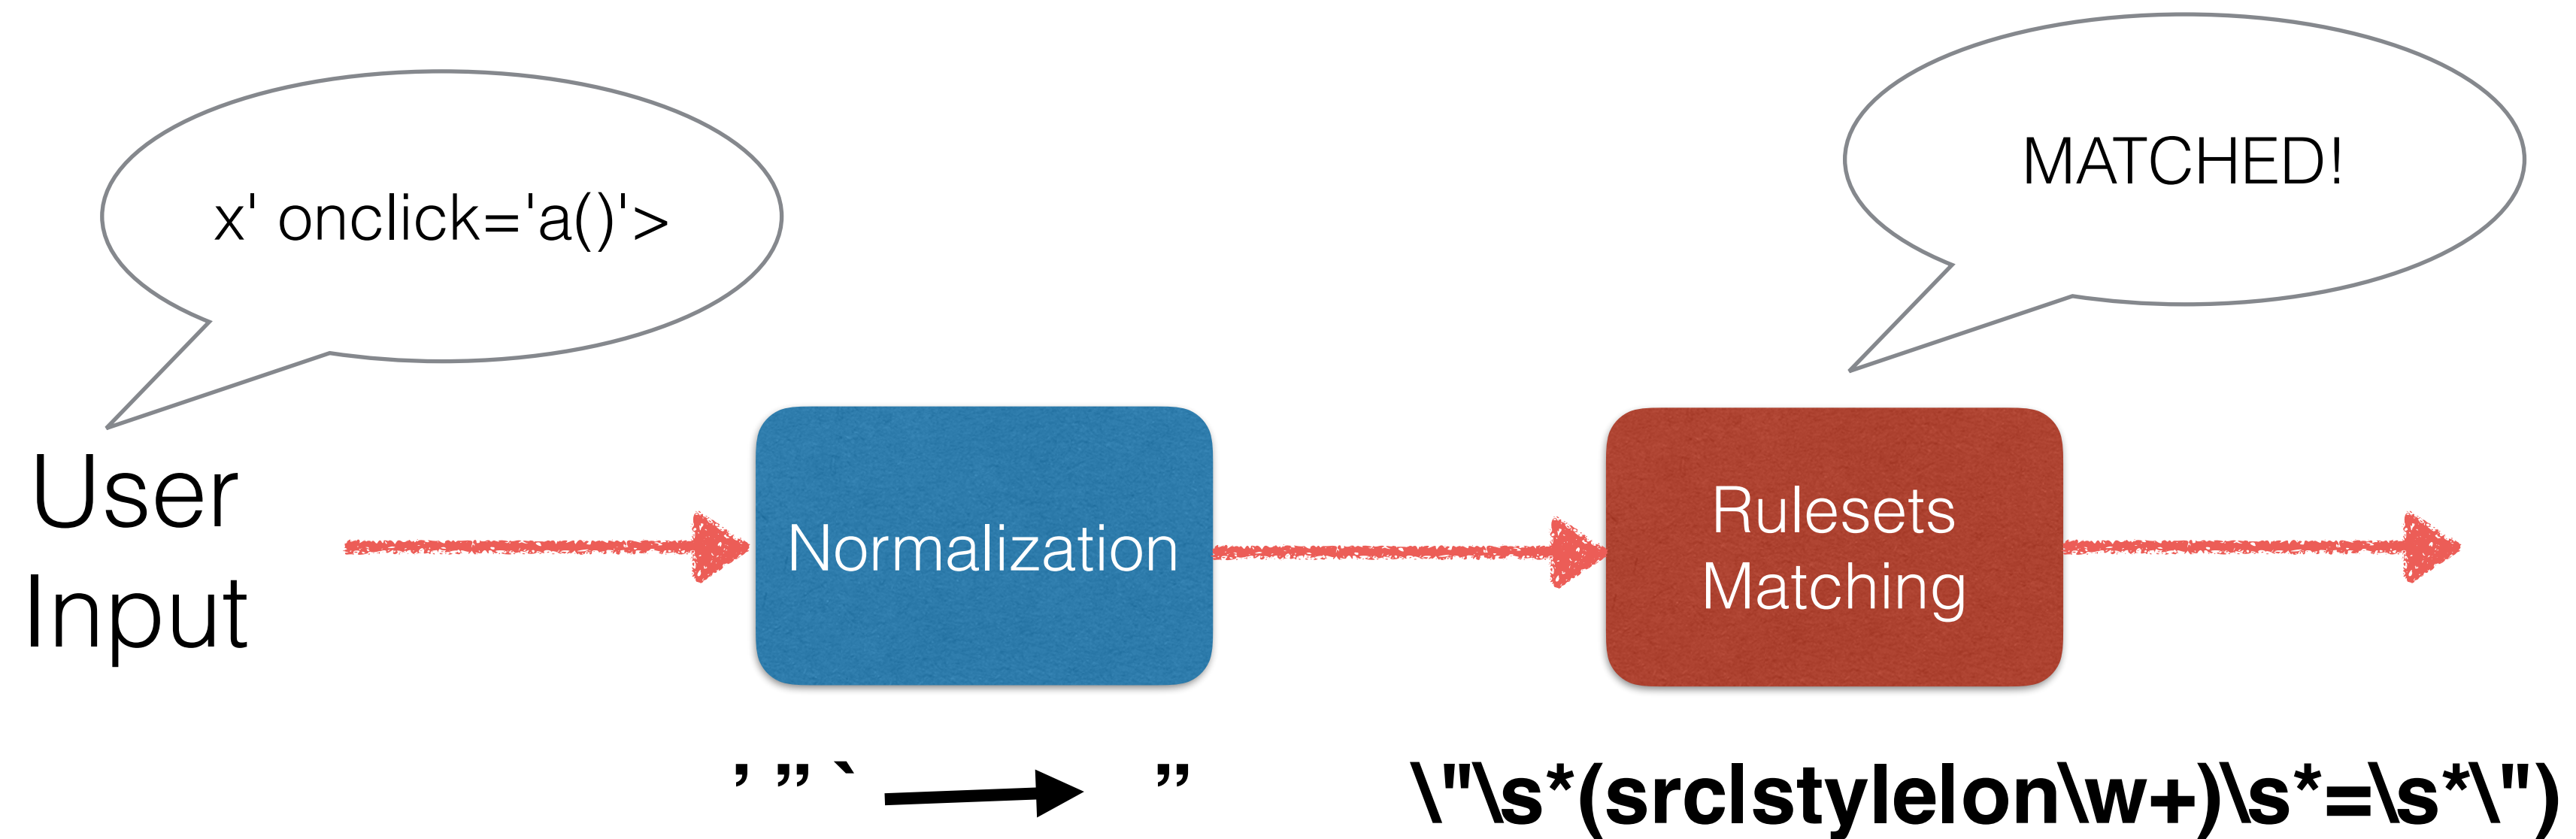 x' onclick='a()'>
MATCHED!
User
Input
Normalization
Rulesets
Matching
’ ” ` ”
\"\s*(src|style|on\w+)\s*=\s*\")